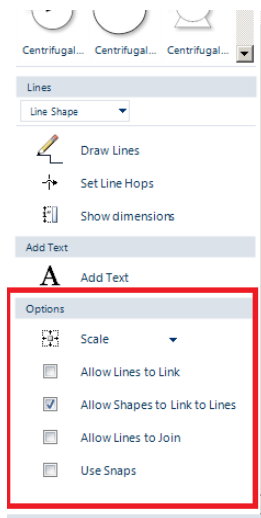 Centrifugal... Centrifugal... Centrifugal...
Lines
Line Shape
Draw Lines
Set Line Hops
Show dimensions
Add Text
A Add Text
Options
Scale
Allow Lines to Link
Allow Shapes to Link to Lines
Allow Lines to Join
Use Snaps